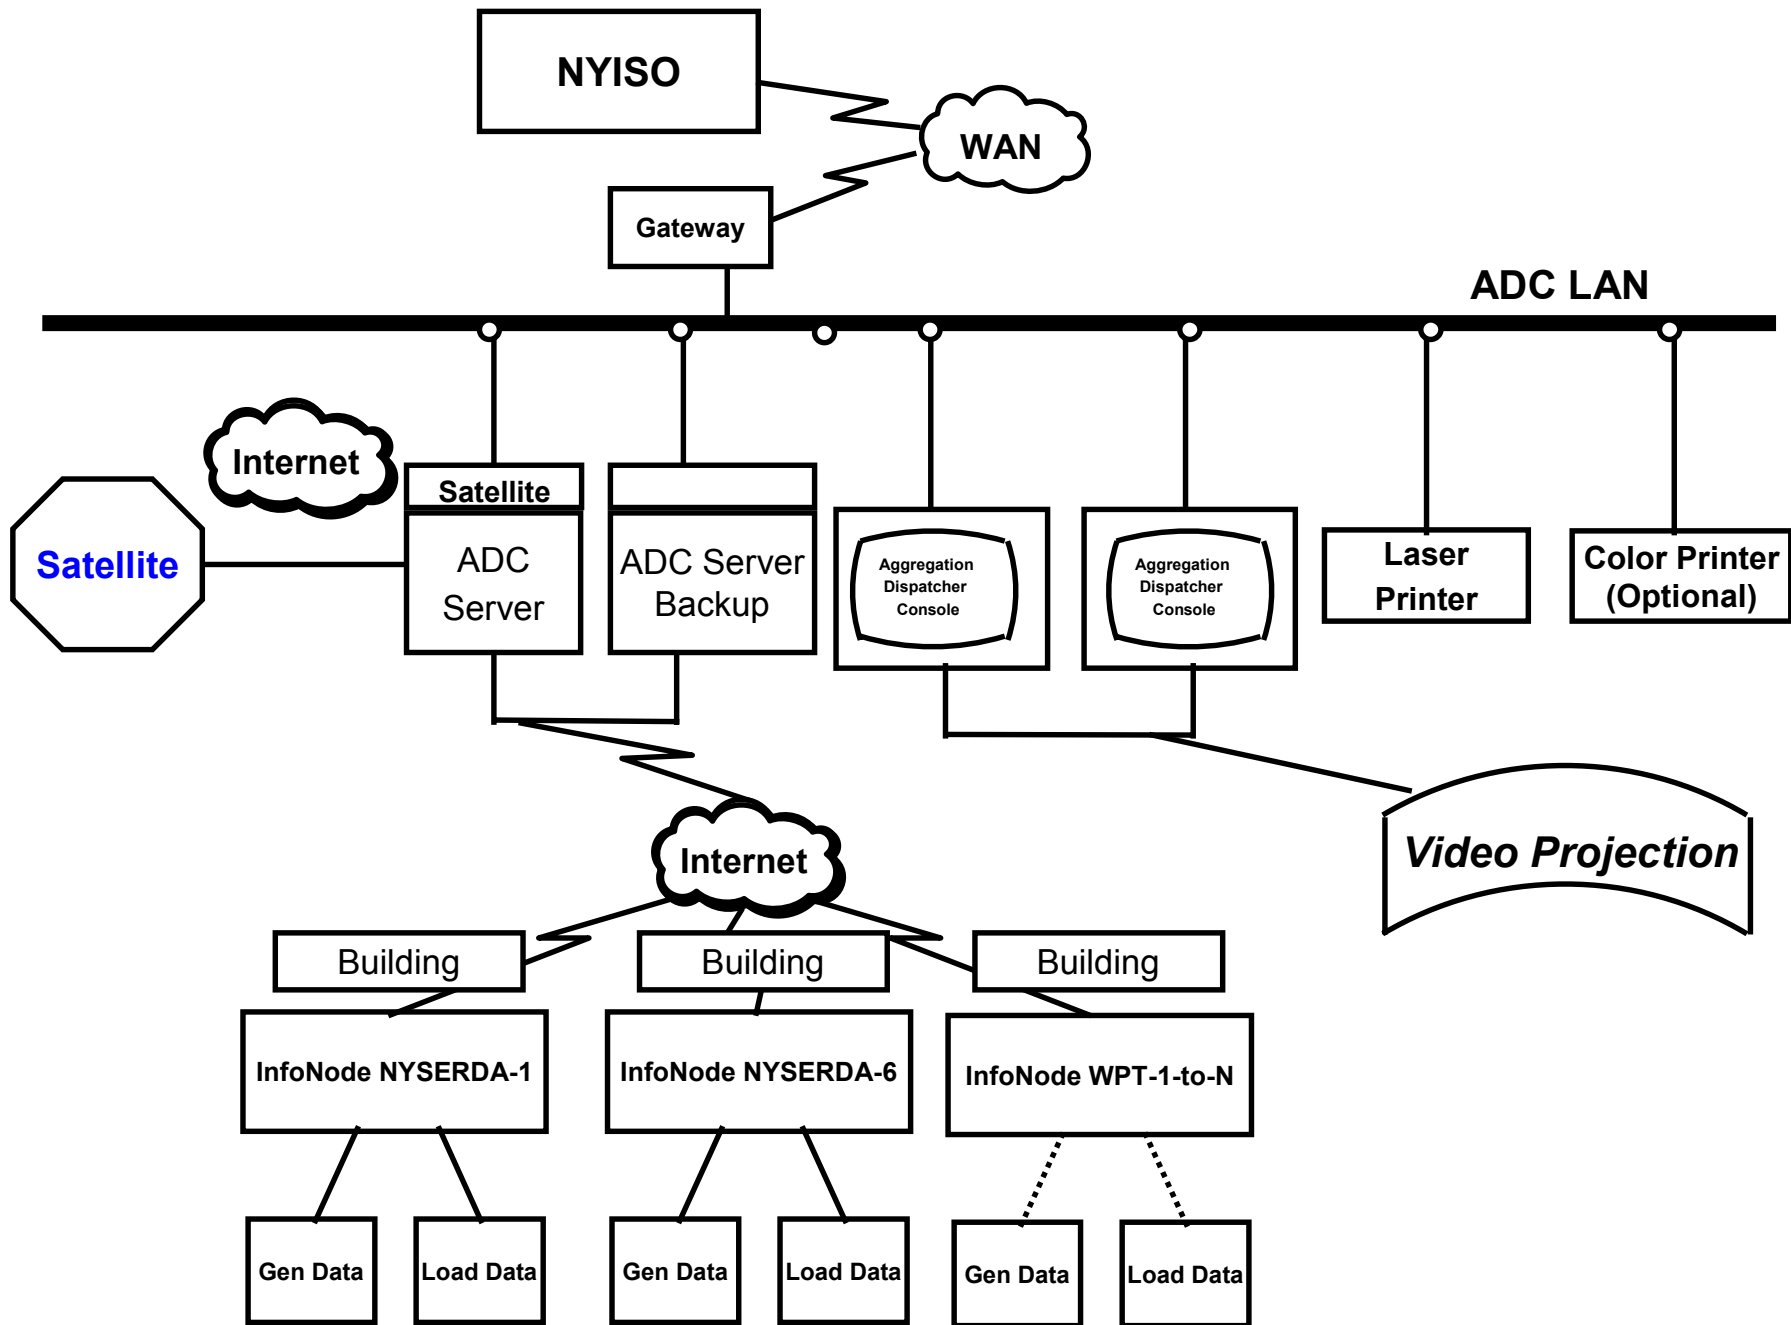 NYISO
WAN
Gateway
ADC LAN
Internet
Satellite
Satellite
ADC
Server
ADC Server
Backup
Aggregation
Dispatcher
Console
Aggregation
Dispatcher
Console
Laser
Printer
Color Printer
(Optional)
Video Projection
Internet
Building
Building
Building
InfoNode NYSERDA-1
InfoNode NYSERDA-6
InfoNode WPT-1-to-N
Gen Data
Load Data
Gen Data
Load Data
Gen Data
Load Data